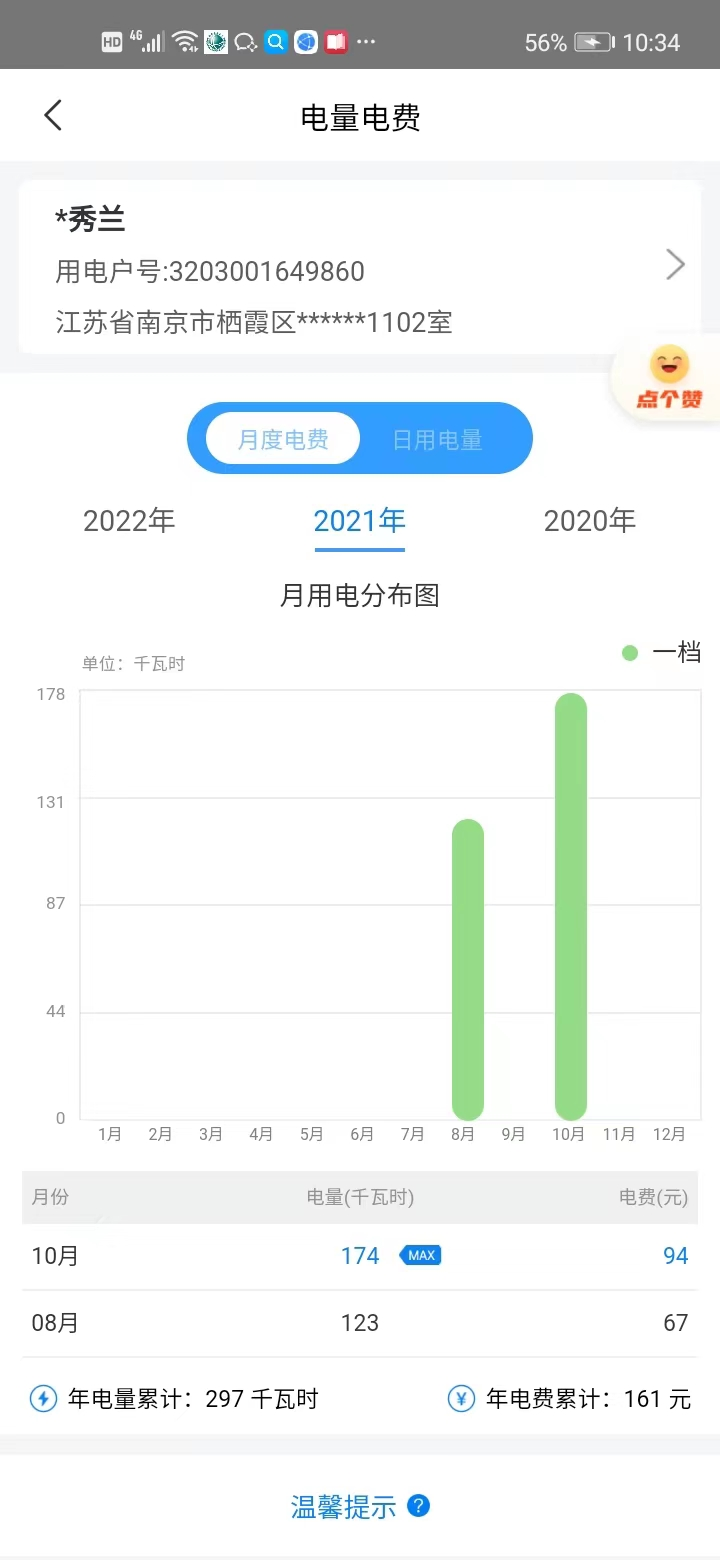 HD 4G 56% 10:34
电量电费
*秀兰
用电户号:3203001649860
江苏省南京市栖霞区******1102室
点个赞
月度电费 日用电量
2022年 2021年 2020年
月用电分布图
单位：千瓦时 一档
178
131
87
44
0
1月 2月 3月 4月 5月 6月 7月 8月 9月 10月 11月 12月
月份 电量(千瓦时) 电费(元)
10月 174 MAX 94
08月 123 67
年电量累计：297 千瓦时 ¥ 年电费累计：161 元
温馨提示 ?